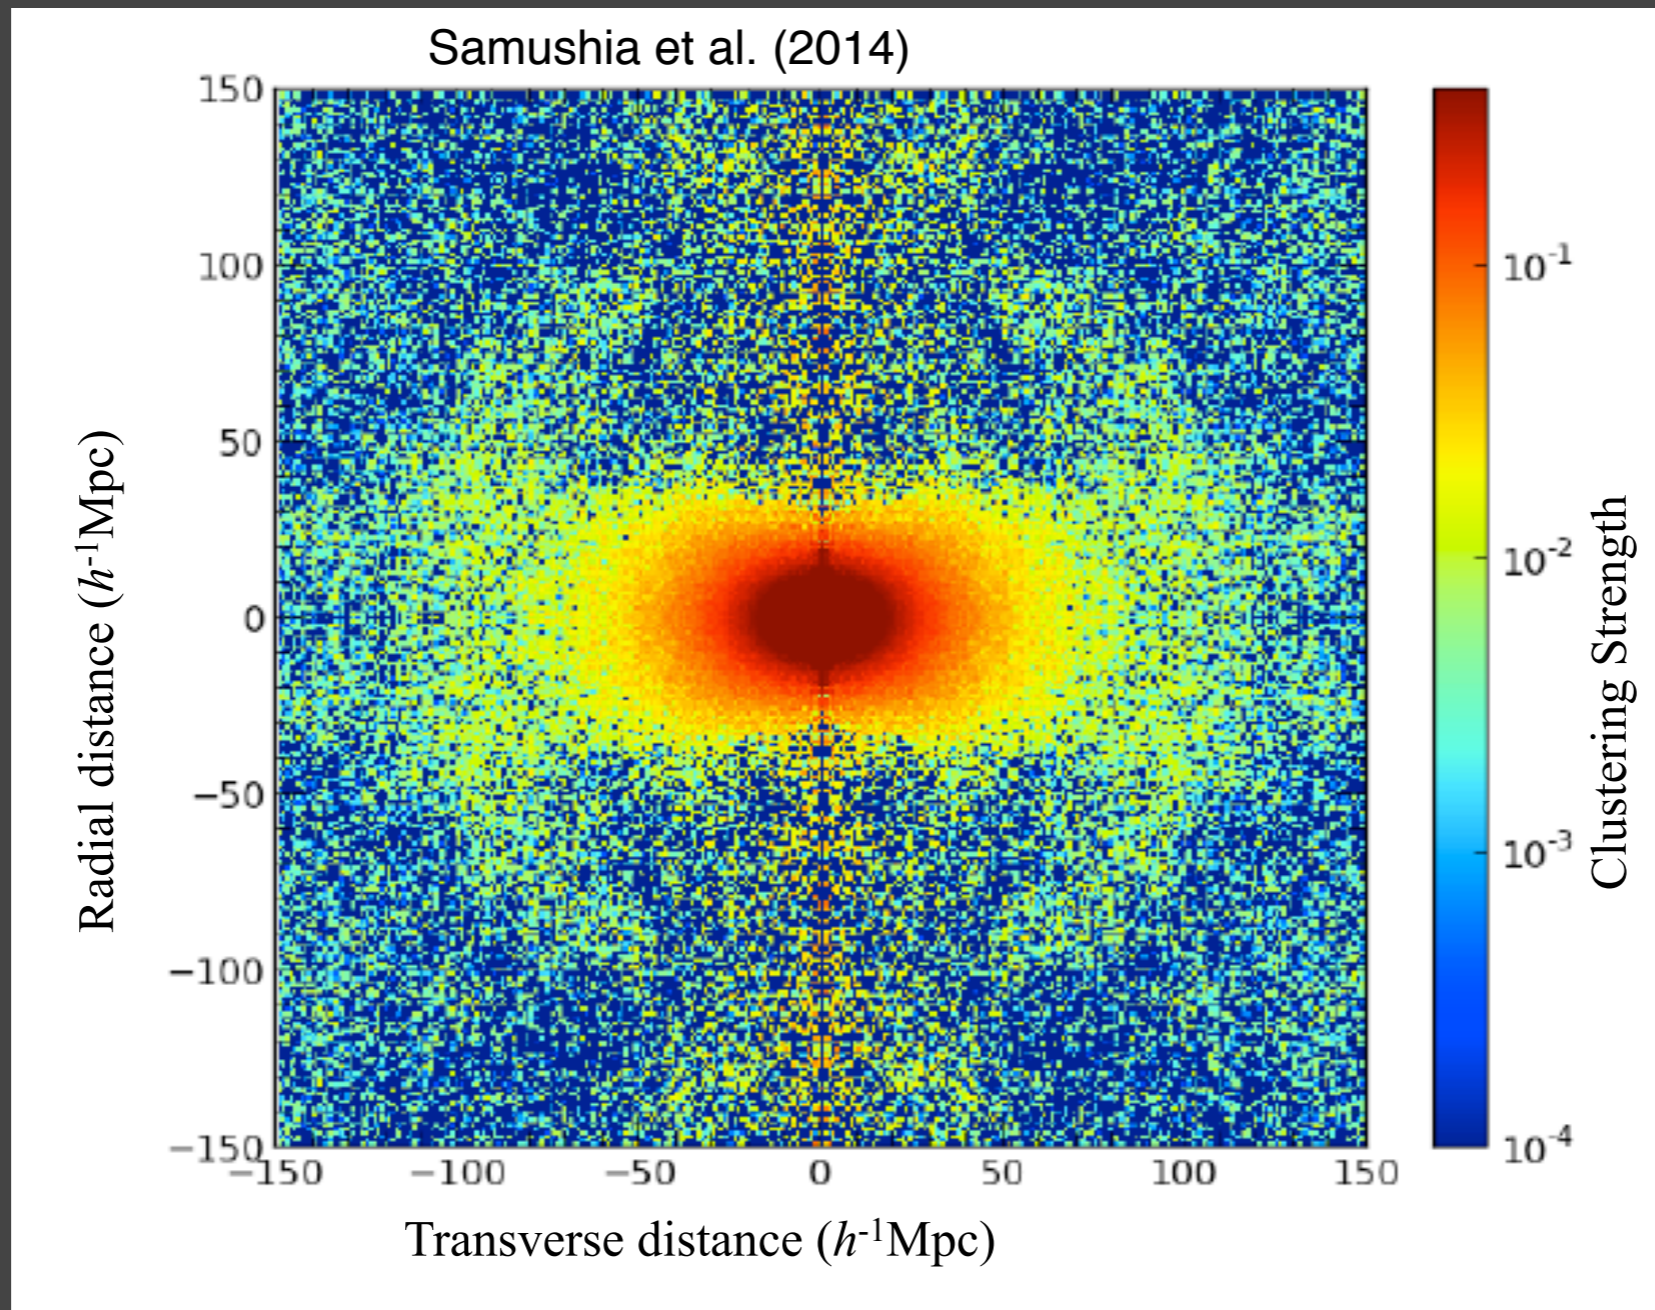 Samushia et al. (2014)
150
100
50
0
−50
−100
−150
−150 −100 −50 0 50 100 150
Radial distance (h⁻¹Mpc)
Transverse distance (h⁻¹Mpc)
10⁻¹
10⁻²
10⁻³
10⁻⁴
Clustering Strength